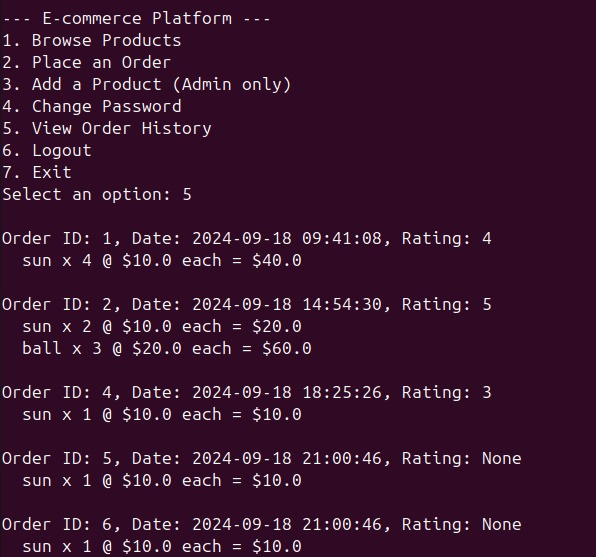 --- E-commerce Platform ---
1. Browse Products
2. Place an Order
3. Add a Product (Admin only)
4. Change Password
5. View Order History
6. Logout
7. Exit
Select an option: 5
Order ID: 1, Date: 2024-09-18 09:41:08, Rating: 4
sun x 4 @ $10.0 each = $40.0
Order ID: 2, Date: 2024-09-18 14:54:30, Rating: 5
sun x 2 @ $10.0 each = $20.0
ball x 3 @ $20.0 each = $60.0
Order ID: 4, Date: 2024-09-18 18:25:26, Rating: 3
sun x 1 @ $10.0 each = $10.0
Order ID: 5, Date: 2024-09-18 21:00:46, Rating: None
sun x 1 @ $10.0 each = $10.0
Order ID: 6, Date: 2024-09-18 21:00:46, Rating: None
sun x 1 @ $10.0 each = $10.0